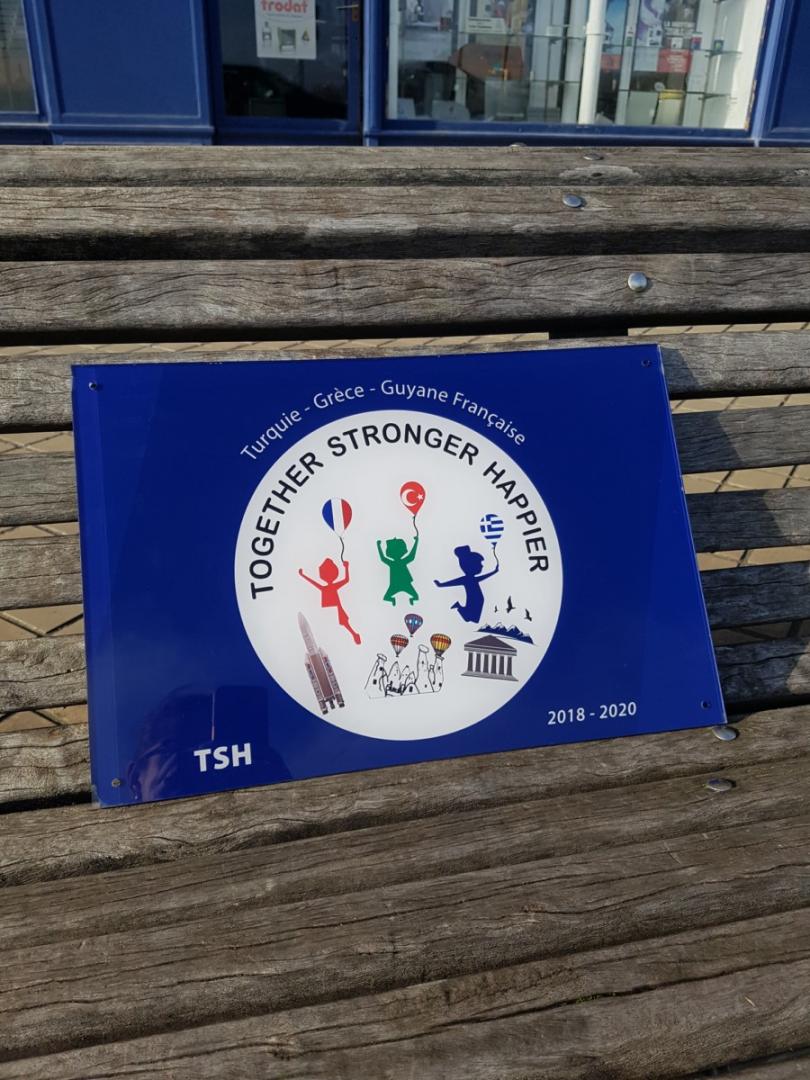 trodat
Turquie - Grèce - Guyane Française
TOGETHER STRONGER HAPPIER
2018 - 2020
TSH